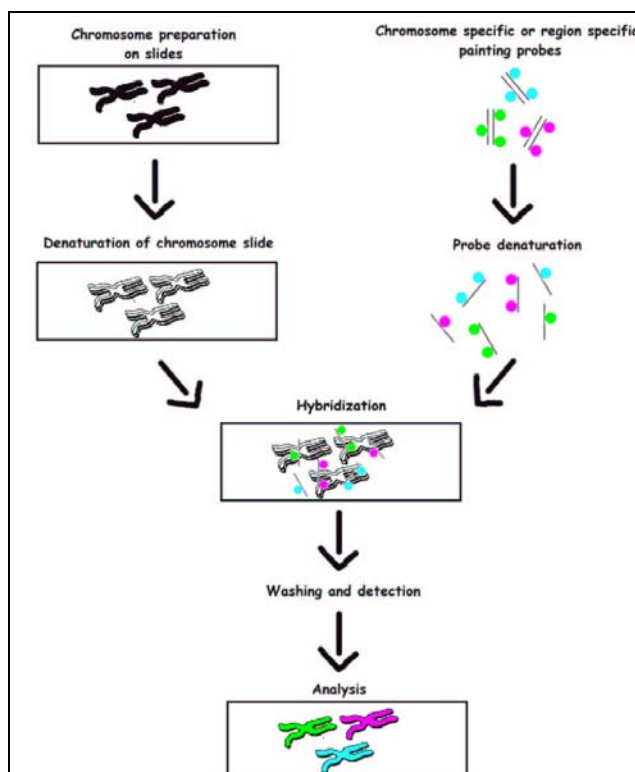 Chromosome preparation
on slides
Chromosome specific or region specific
painting probes
Denaturation of chromosome slide
Probe denaturation
Hybridization
Washing and detection
Analysis